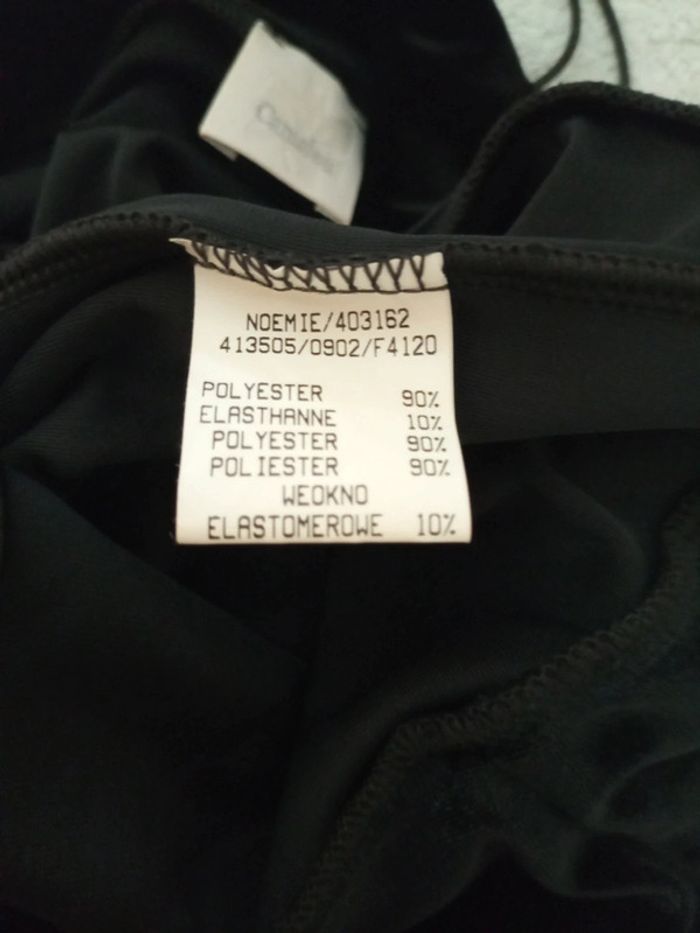 NOEMIE/403162
413505/0902/F4120
POLYESTER 90%
ELASTHANNE 10%
POLYESTER 90%
POLIESTER 90%
WEOKNO
ELASTOMEROWE 10%